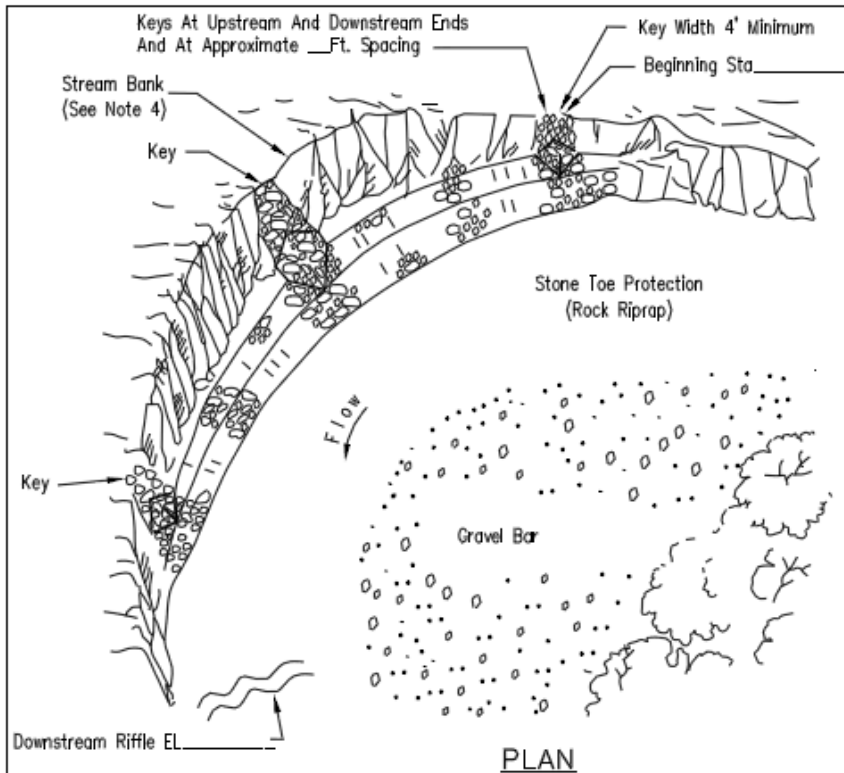 Keys At Upstream And Downstream Ends
And At Approximate __Ft. Spacing
Key Width 4' Minimum
Beginning Sta________
Stream Bank
(See Note 4)
Key
Stone Toe Protection
(Rock Riprap)
Flow
Key
Gravel Bar
Downstream Riffle EL________
PLAN